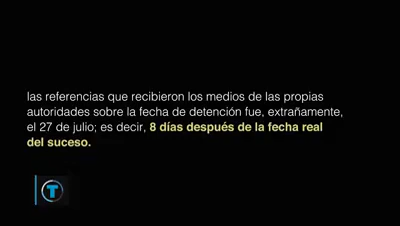 las referencias que recibieron los medios de las propias
autoridades sobre la fecha de detención fue, extrañamente,
el 27 de julio; es decir, 8 días después de la fecha real
del suceso.
T